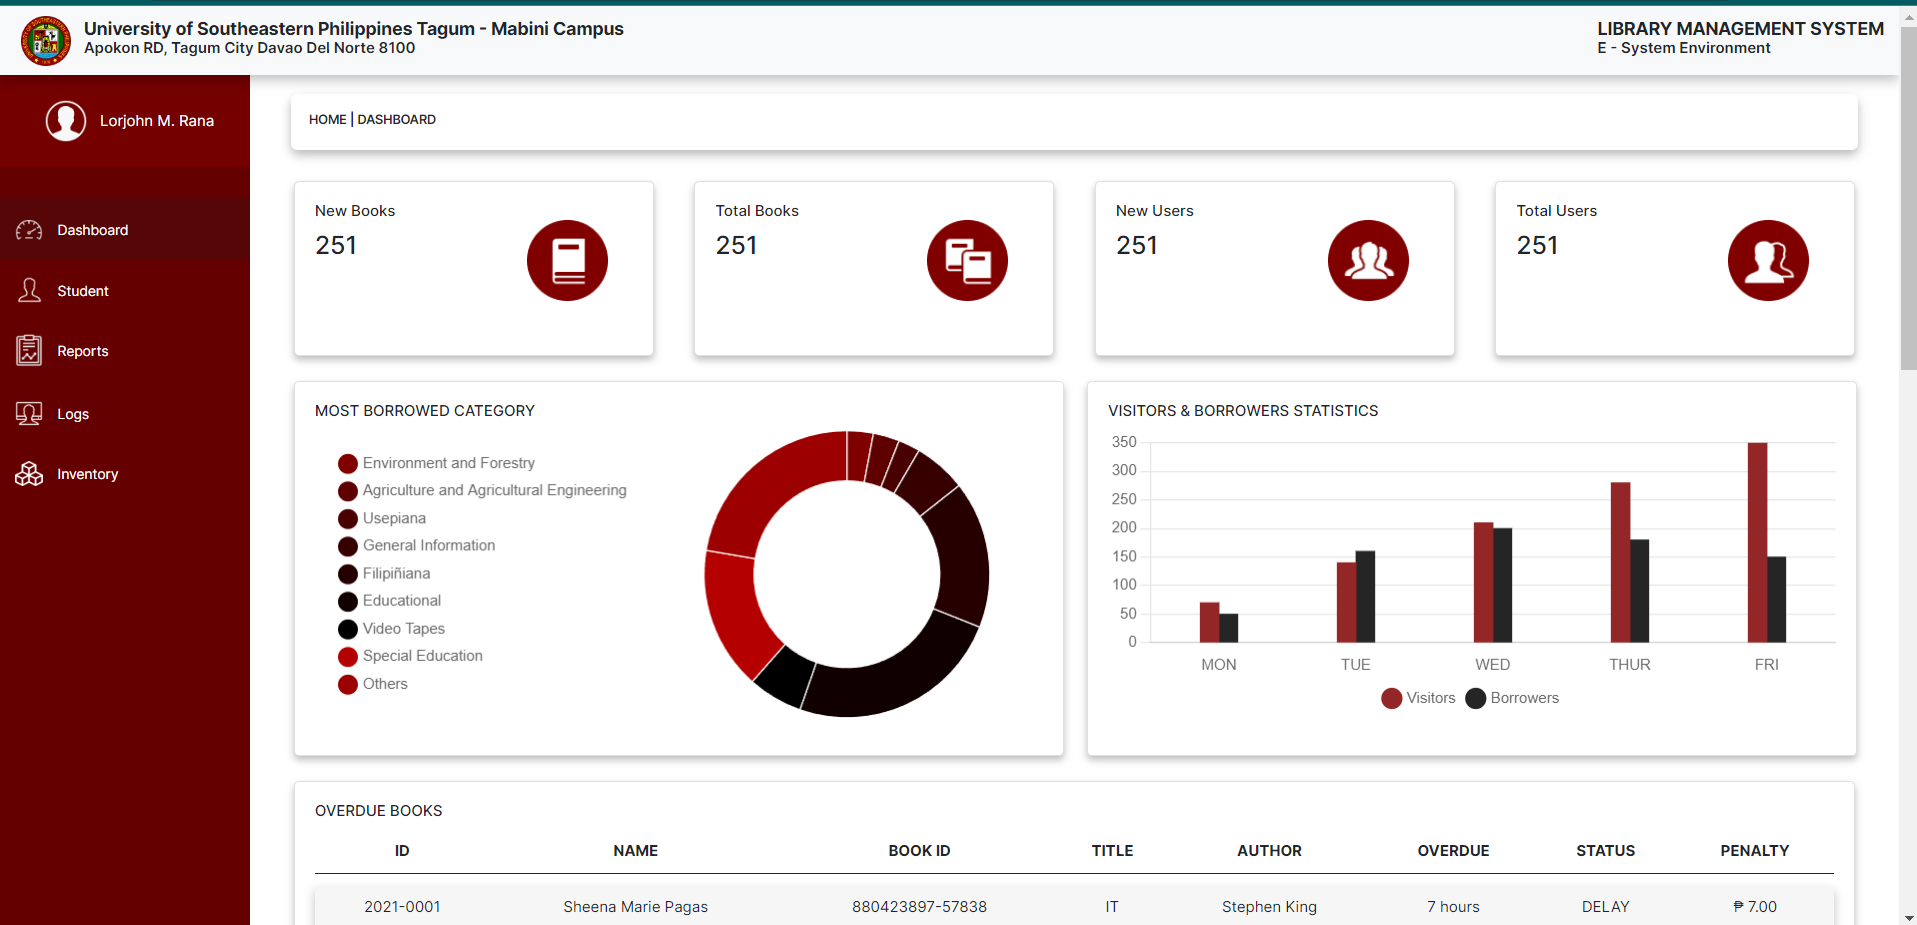 University of Southeastern Philippines Tagum - Mabini Campus
Apokon RD, Tagum City Davao Del Norte 8100
LIBRARY MANAGEMENT SYSTEM
E - System Environment
Lorjohn M. Rana
Dashboard
Student
Reports
Logs
Inventory
HOME | DASHBOARD
New Books
251
Total Books
251
New Users
251
Total Users
251
MOST BORROWED CATEGORY
Environment and Forestry
Agriculture and Agricultural Engineering
Usepiana
General Information
Filipiñiana
Educational
Video Tapes
Special Education
Others
VISITORS & BORROWERS STATISTICS
350
300
250
200
150
100
50
0
MON TUE WED THUR FRI
Visitors Borrowers
OVERDUE BOOKS
ID NAME BOOK ID TITLE AUTHOR OVERDUE STATUS PENALTY
2021-0001 Sheena Marie Pagas 880423897-57838 IT Stephen King 7 hours DELAY ₱ 7.00